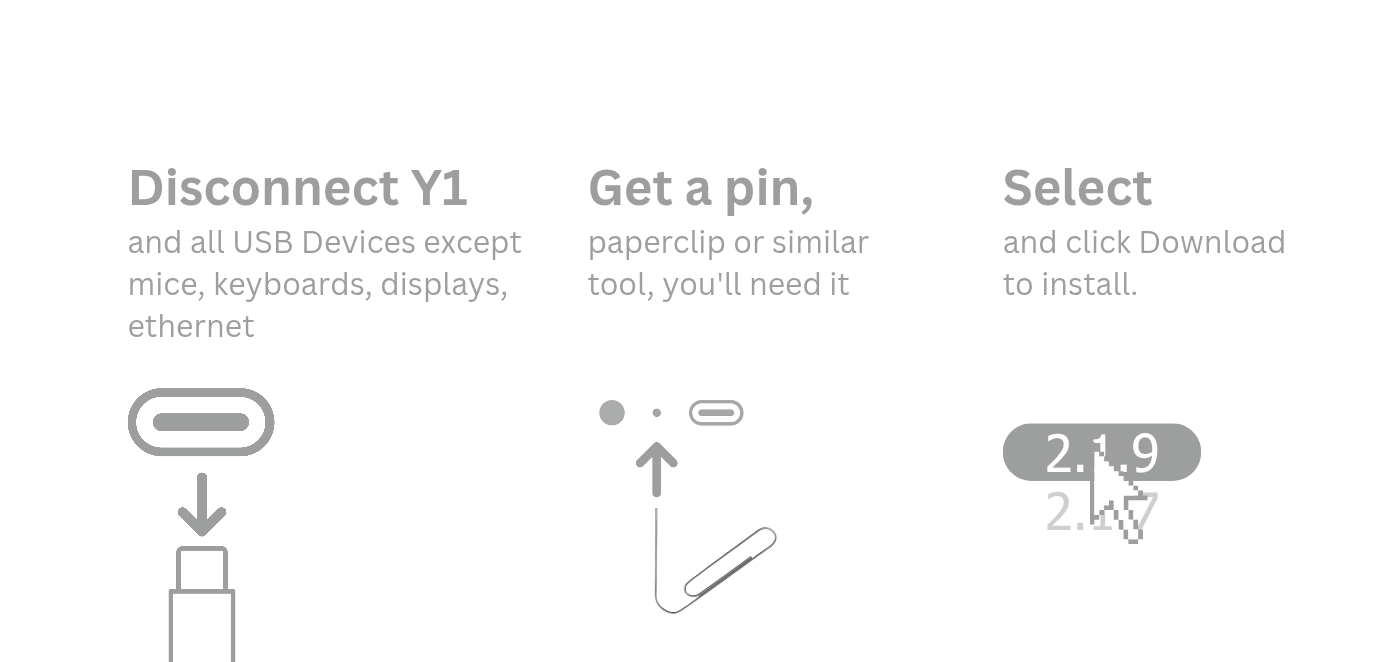 Disconnect Y1
and all USB Devices except
mice, keyboards, displays,
ethernet
Get a pin,
paperclip or similar
tool, you'll need it
Select
and click Download
to install.
2.1.9
2.1.7